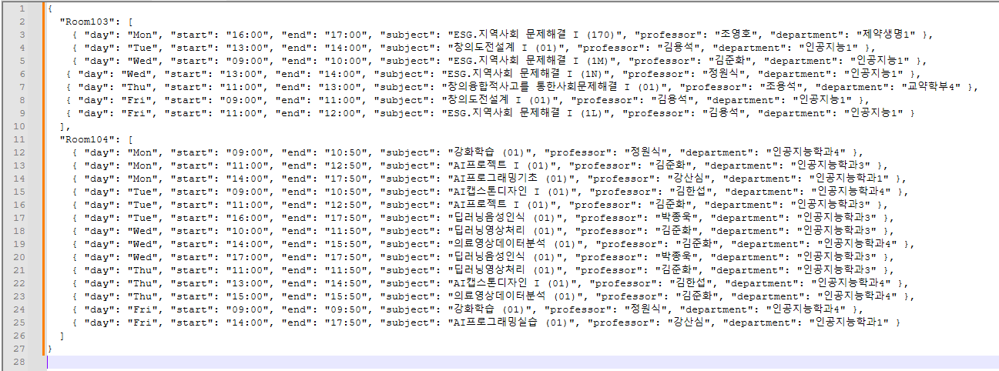 1 {
2   "Room103": [
3     { "day": "Mon", "start": "16:00", "end": "17:00", "subject": "ESG.지역사회 문제해결 I (170)", "professor": "조영호", "department": "제약생명1" },
4     { "day": "Tue", "start": "13:00", "end": "14:00", "subject": "창의도전설계 I (01)", "professor": "김용석", "department": "인공지능1" },
5     { "day": "Wed", "start": "09:00", "end": "10:00", "subject": "ESG.지역사회 문제해결 I (1M)", "professor": "김준화", "department": "인공지능1" },
6    { "day": "Wed", "start": "13:00", "end": "14:00", "subject": "ESG.지역사회 문제해결 I (1N)", "professor": "정원식", "department": "인공지능1" },
7    { "day": "Thu", "start": "11:00", "end": "13:00", "subject": "창의융합적사고를 통한사회문제해결 I (01)", "professor": "조용석", "department": "교약학부4" },
8    { "day": "Fri", "start": "09:00", "end": "11:00", "subject": "창의도전설계 I (01)", "professor": "김용석", "department": "인공지능1" },
9    { "day": "Fri", "start": "11:00", "end": "12:00", "subject": "ESG.지역사회 문제해결 I (1L)", "professor": "김용석", "department": "인공지능1" }
10   ],
11   "Room104": [
12     { "day": "Mon", "start": "09:00", "end": "10:50", "subject": "강화학습 (01)", "professor": "정원식", "department": "인공지능학과4" },
13     { "day": "Mon", "start": "11:00", "end": "12:50", "subject": "AI프로젝트 I (01)", "professor": "김준화", "department": "인공지능학과3" },
14     { "day": "Mon", "start": "14:00", "end": "17:50", "subject": "AI프로그래밍기초 (01)", "professor": "강산심", "department": "인공지능학과1" },
15     { "day": "Tue", "start": "09:00", "end": "10:50", "subject": "AI캡스톤디자인 I (01)", "professor": "김한섭", "department": "인공지능학과4" },
16     { "day": "Tue", "start": "11:00", "end": "12:50", "subject": "AI프로젝트 I (01)", "professor": "김준화", "department": "인공지능학과3" },
17     { "day": "Tue", "start": "16:00", "end": "17:50", "subject": "딥러닝음성인식 (01)", "professor": "박종욱", "department": "인공지능학과3" },
18     { "day": "Wed", "start": "10:00", "end": "11:50", "subject": "딥러닝영상처리 (01)", "professor": "김준화", "department": "인공지능학과3" },
19     { "day": "Wed", "start": "14:00", "end": "15:50", "subject": "의료영상데이터분석 (01)", "professor": "김준화", "department": "인공지능학과4" },
20     { "day": "Wed", "start": "17:00", "end": "17:50", "subject": "딥러닝음성인식 (01)", "professor": "박종욱", "department": "인공지능학과3" },
21     { "day": "Thu", "start": "11:00", "end": "11:50", "subject": "딥러닝영상처리 (01)", "professor": "김준화", "department": "인공지능학과3" },
22     { "day": "Thu", "start": "13:00", "end": "14:50", "subject": "AI캡스톤디자인 I (01)", "professor": "김한섭", "department": "인공지능학과4" },
23     { "day": "Thu", "start": "15:00", "end": "15:50", "subject": "의료영상데이터분석 (01)", "professor": "김준화", "department": "인공지능학과4" },
24     { "day": "Fri", "start": "09:00", "end": "09:50", "subject": "강화학습 (01)", "professor": "정원식", "department": "인공지능학과4" },
25     { "day": "Fri", "start": "14:00", "end": "17:50", "subject": "AI프로그래밍실습 (01)", "professor": "강산심", "department": "인공지능학과1" }
26   ]
27 }
28